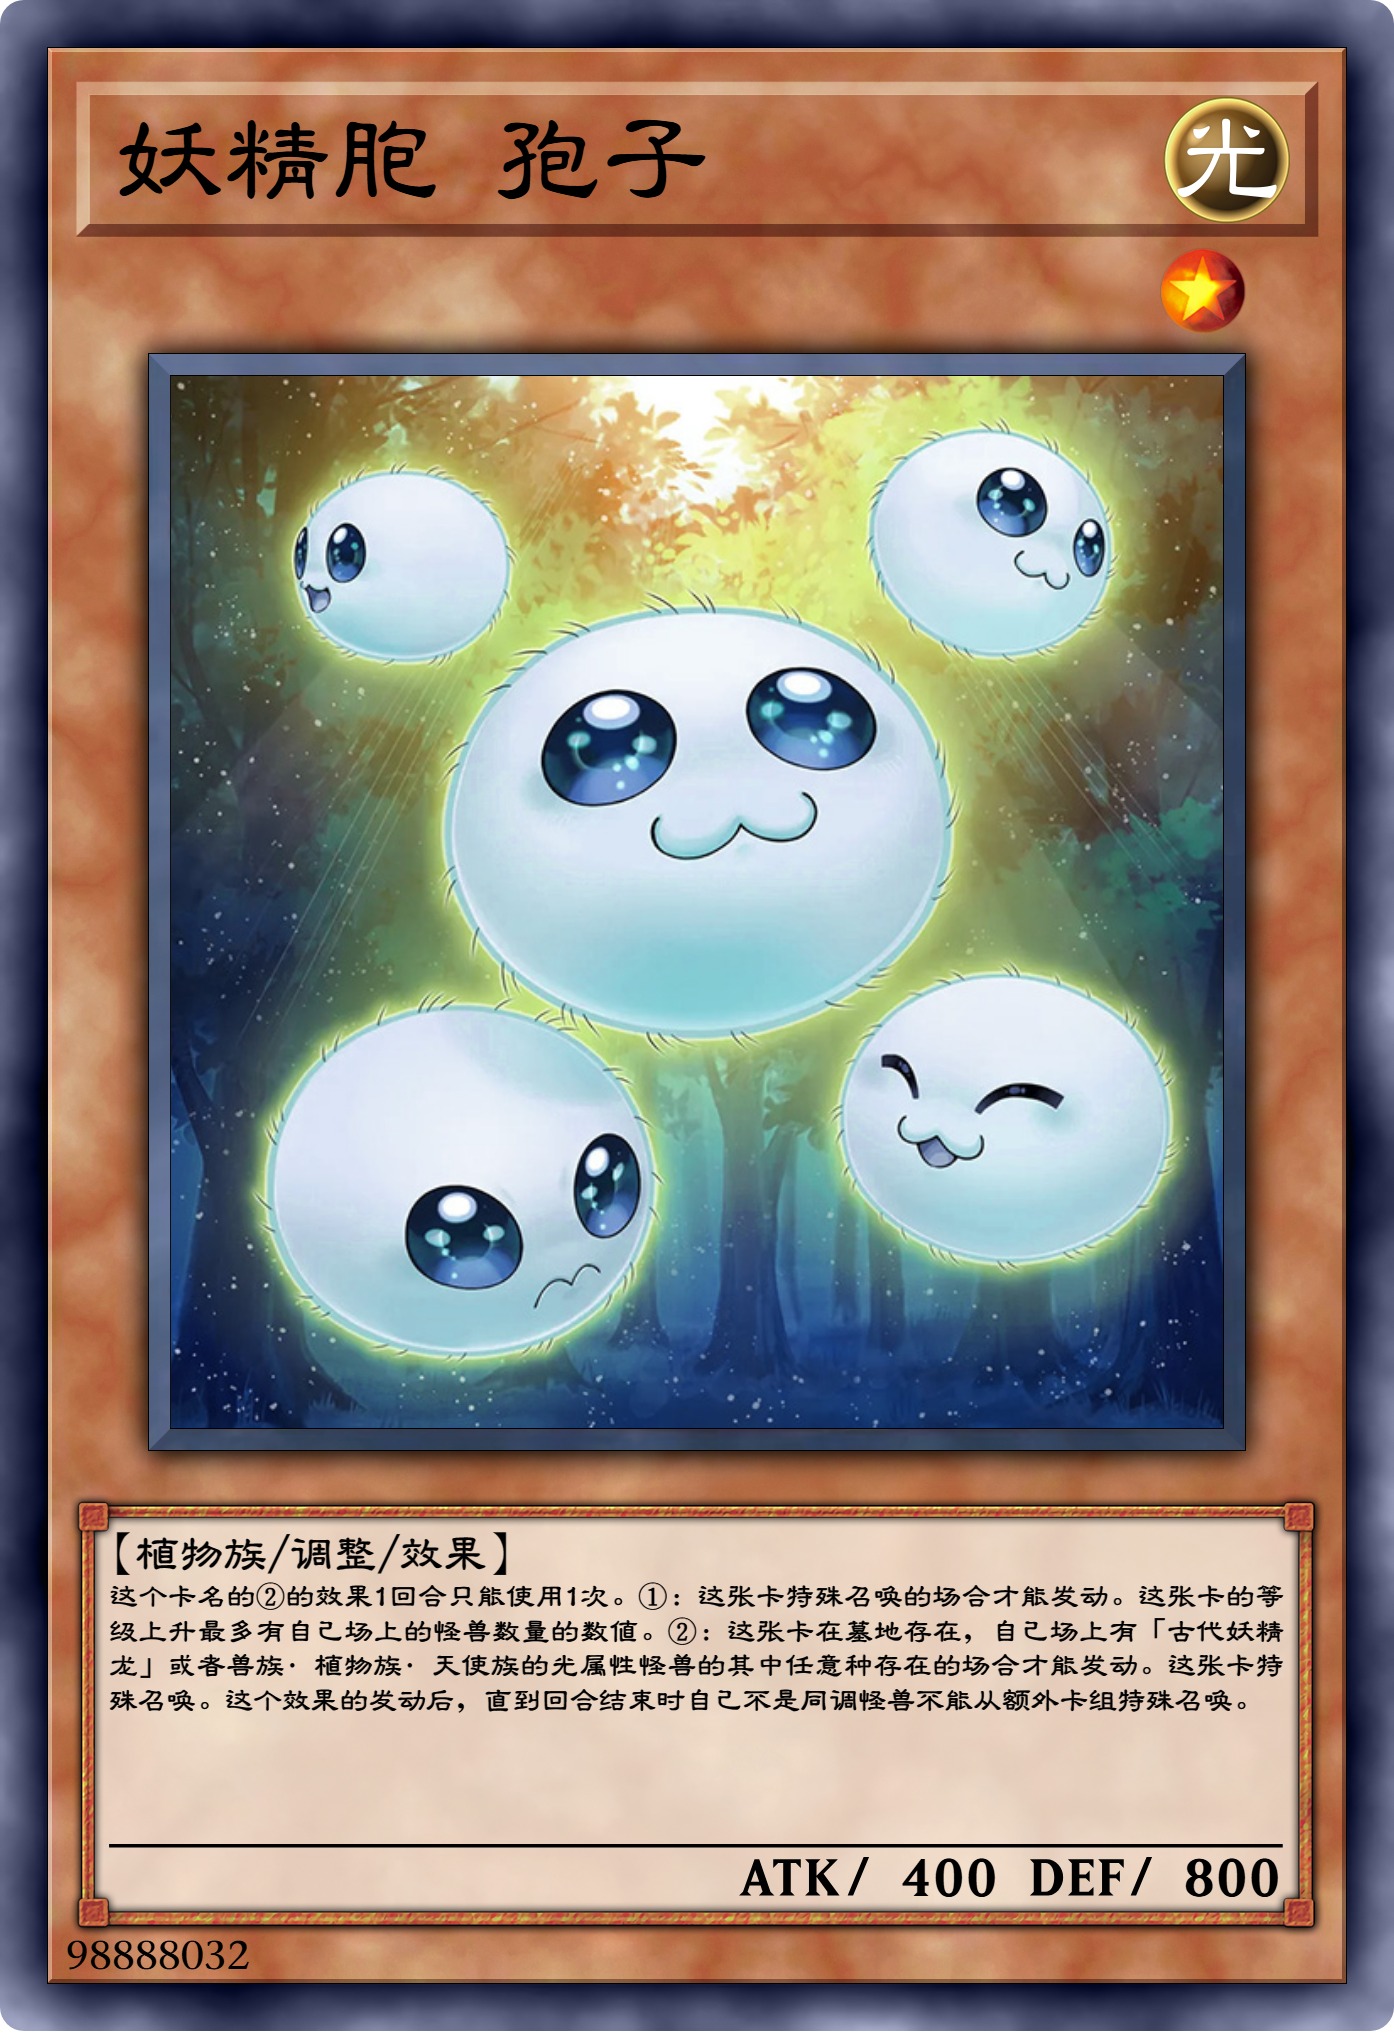 妖精胞 孢子
光
【植物族/调整/效果】
这个卡名的②的效果1回合只能使用1次。①：这张卡特殊召唤的场合才能发动。这张卡的等
级上升最多有自己场上的怪兽数量的数值。②：这张卡在墓地存在，自己场上有「古代妖精
龙」或者兽族·植物族·天使族的光属性怪兽的其中任意种存在的场合才能发动。这张卡特
殊召唤。这个效果的发动后，直到回合结束时自己不是同调怪兽不能从额外卡组特殊召唤。
ATK/ 400 DEF/ 800
98888032